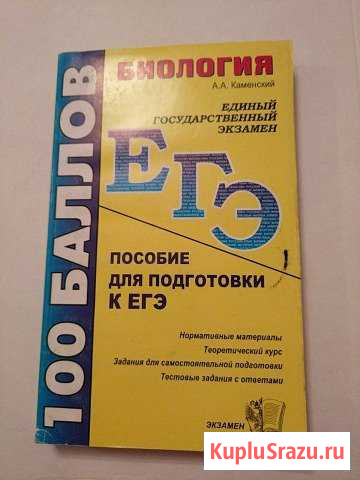 100 БАЛЛОВ
БИОЛОГИЯ
А.А. Каменский
ЕДИНЫЙ
ГОСУДАРСТВЕННЫЙ
ЭКЗАМЕН
ЕГЭ
ПОСОБИЕ
ДЛЯ ПОДГОТОВКИ
К ЕГЭ
Нормативные материалы
Теоретический курс
Задания для самостоятельной подготовки
Тестовые задания с ответами
ЭКЗАМЕН
KupluSrazu.ru